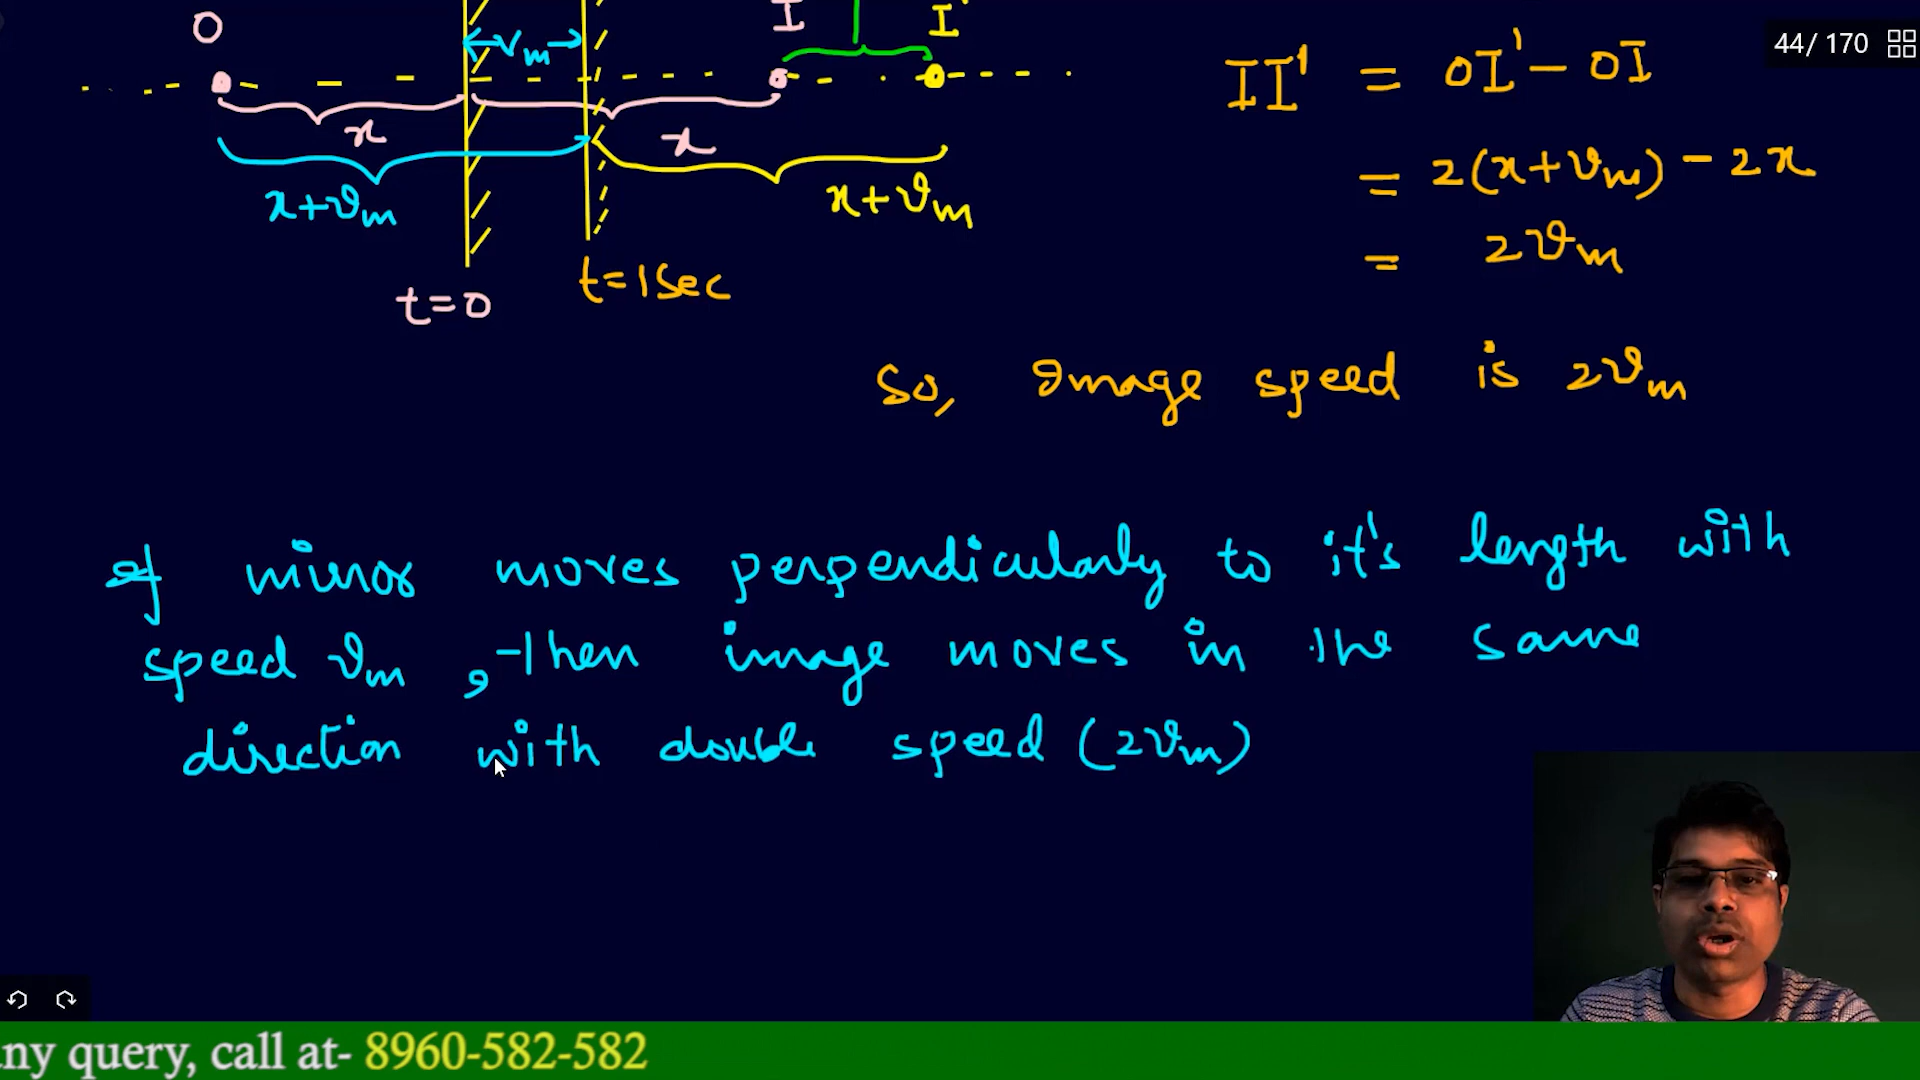 O
I
I'
44/ 170
vm
II' = OI' - OI
x
x
= 2(x+vm) - 2x
x+vm
x+vm
= 2vm
t=0
t=1sec
So, Image speed is 2vm
If mirror moves perpendicularly to it's length with
speed vm, then image moves in the same
direction with double speed (2vm)
ny query, call at- 8960-582-582